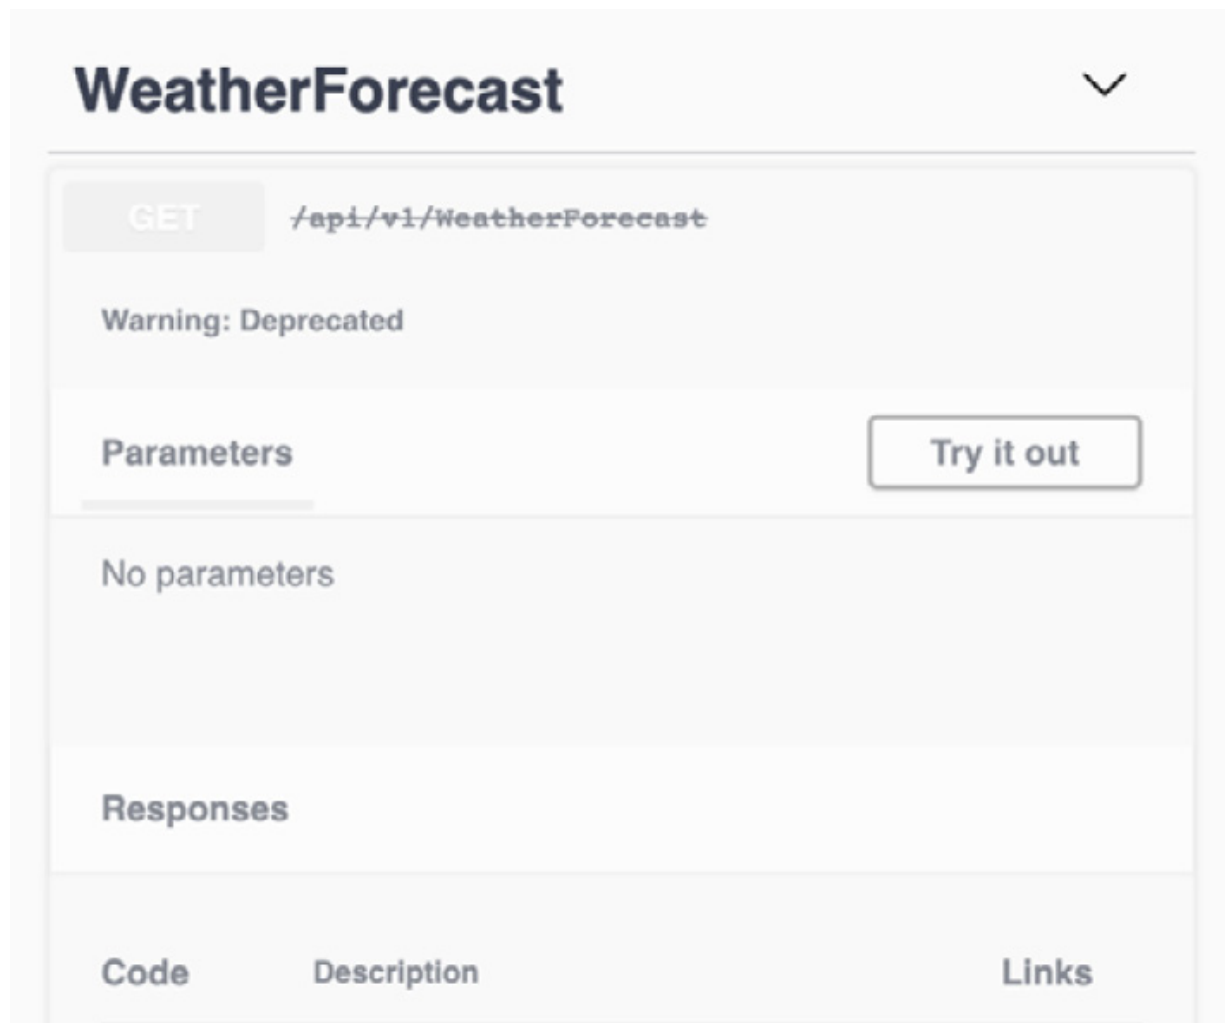 WeatherForecast
GET /api/v1/WeatherForecast
Warning: Deprecated
Parameters Try it out
No parameters
Responses
Code Description Links